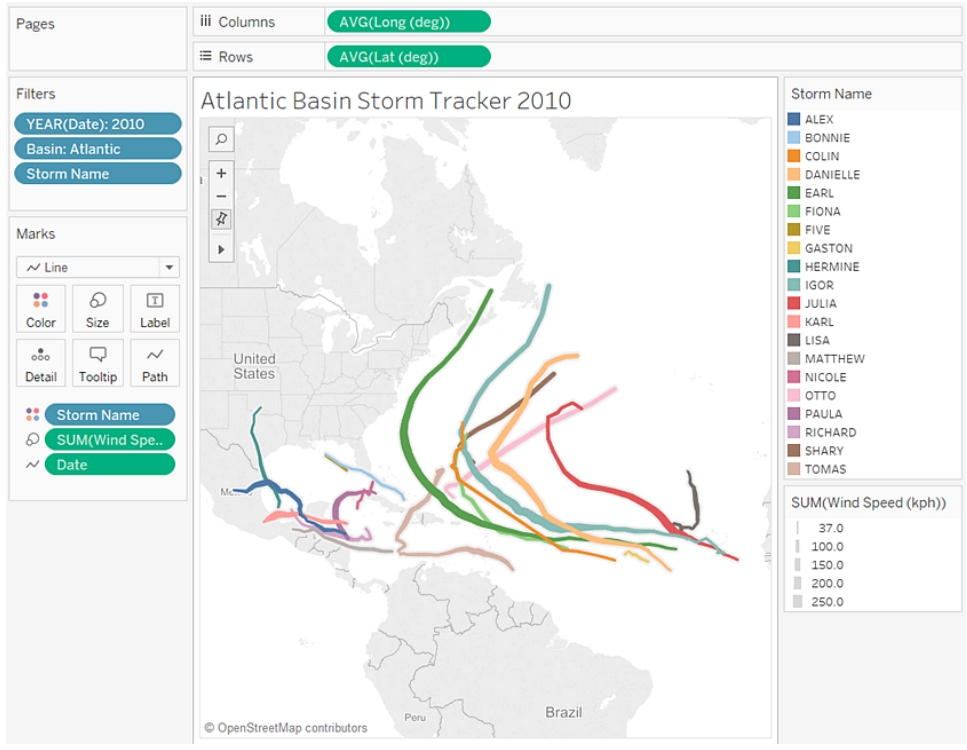 Pages
iii Columns
AVG(Long (deg))
Rows
AVG(Lat (deg))
Filters
YEAR(Date): 2010
Basin: Atlantic
Storm Name
Marks
Line
Color
Size
T
Label
Detail
Tooltip
Path
Storm Name
SUM(Wind Spe..
Date
Atlantic Basin Storm Tracker 2010
+
−
United
States
Brazil
Peru
© OpenStreetMap contributors
Storm Name
ALEX
BONNIE
COLIN
DANIELLE
EARL
FIONA
FIVE
GASTON
HERMINE
IGOR
JULIA
KARL
LISA
MATTHEW
NICOLE
OTTO
PAULA
RICHARD
SHARY
TOMAS
SUM(Wind Speed (kph))
37.0
100.0
150.0
200.0
250.0